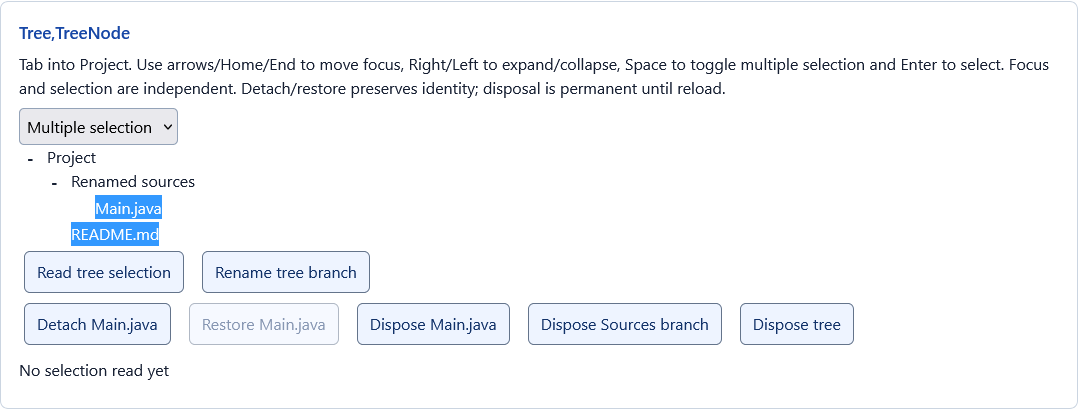 Tree,TreeNode
Tab into Project. Use arrows/Home/End to move focus, Right/Left to expand/collapse, Space to toggle multiple selection and Enter to select. Focus
and selection are independent. Detach/restore preserves identity; disposal is permanent until reload.
Multiple selection
- Project
- Renamed sources
Main.java
README.md
Read tree selection Rename tree branch
Detach Main.java Restore Main.java Dispose Main.java Dispose Sources branch Dispose tree
No selection read yet